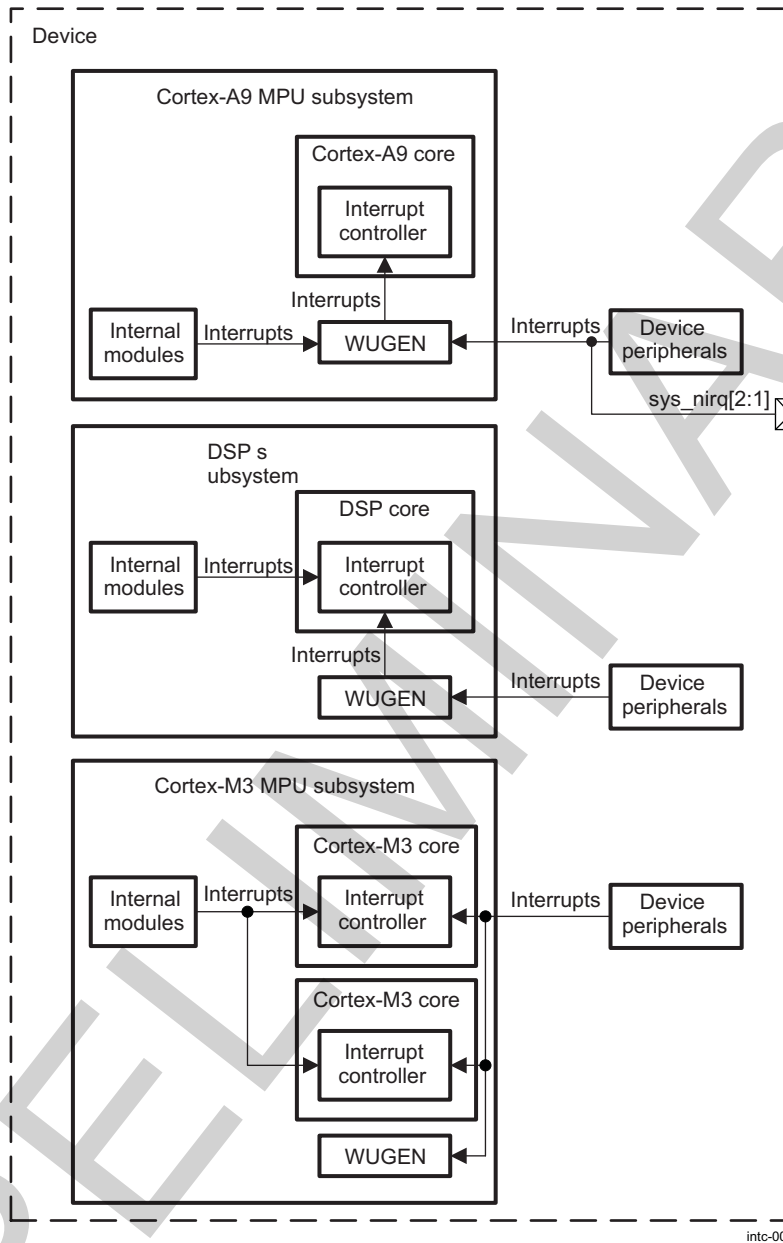 Device
Cortex-A9 MPU subsystem
Cortex-A9 core
Interrupt
controller
Interrupts
Internal
modules
Interrupts
WUGEN
Interrupts
Device
peripherals
sys_nirq[2:1]
DSP s
ubsystem
DSP core
Internal
modules
Interrupts
Interrupt
controller
Interrupts
WUGEN
Interrupts
Device
peripherals
Cortex-M3 MPU subsystem
Cortex-M3 core
Internal
modules
Interrupts
Interrupt
controller
Interrupts
Device
peripherals
Cortex-M3 core
Interrupt
controller
WUGEN
intc-00